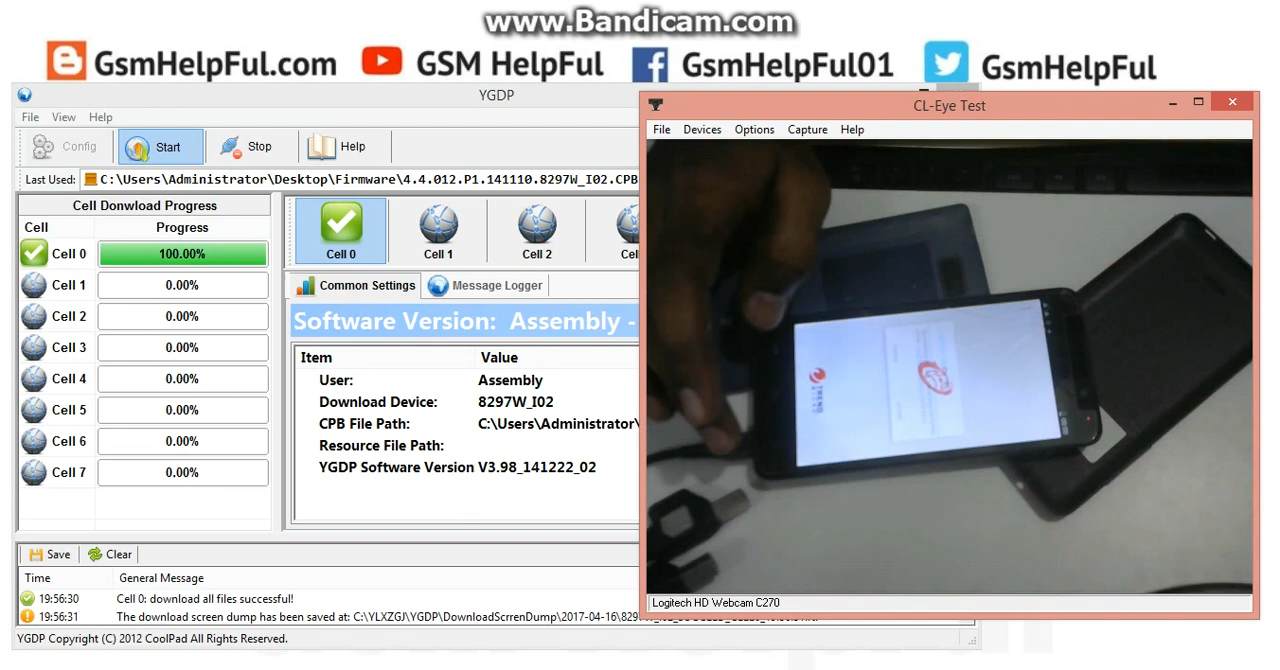 www.Bandicam.com
GsmHelpFul.com GSM HelpFul GsmHelpFul01 GsmHelpFul
YGDP
File View Help
Config Start Stop Help
Last Used: C:\Users\Administrator\Desktop\Firmware\4.4.012.P1.141110.8297W_I02.CPB
Cell Donwload Progress
Cell Progress
Cell 0 100.00%
Cell 1 0.00%
Cell 2 0.00%
Cell 3 0.00%
Cell 4 0.00%
Cell 5 0.00%
Cell 6 0.00%
Cell 7 0.00%
Cell 0 Cell 1 Cell 2
Common Settings Message Logger
Software Version: Assembly -
Item Value
User: Assembly
Download Device: 8297W_I02
CPB File Path: C:\Users\Administrator\
Resource File Path:
YGDP Software Version V3.98_141222_02
Save Clear
Time General Message
19:56:30 Cell 0: download all files successful!
19:56:31 The download screen dump has been saved at: C:\YLXZGJ\YGDP\DownloadScrrenDump\2017-04-16\
YGDP Copyright (C) 2012 CoolPad All Rights Reserved.
CL-Eye Test
File Devices Options Capture Help
TREND
Logitech HD Webcam C270